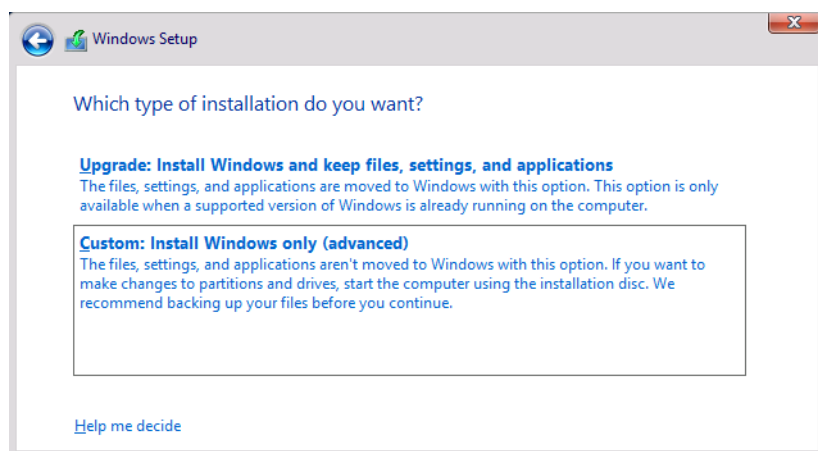 Windows Setup
Which type of installation do you want?
Upgrade: Install Windows and keep files, settings, and applications
The files, settings, and applications are moved to Windows with this option. This option is only
available when a supported version of Windows is already running on the computer.
Custom: Install Windows only (advanced)
The files, settings, and applications aren't moved to Windows with this option. If you want to
make changes to partitions and drives, start the computer using the installation disc. We
recommend backing up your files before you continue.
Help me decide